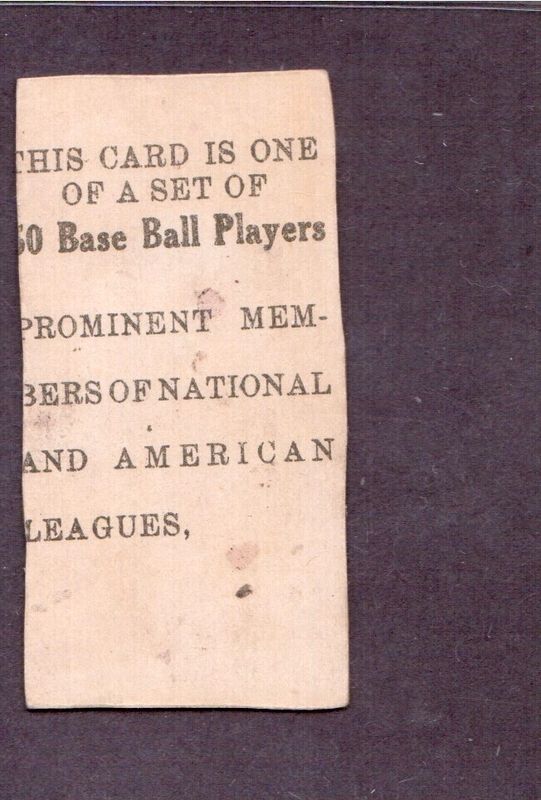 THIS CARD IS ONE
OF A SET OF
50 Base Ball Players
PROMINENT MEM-
BERS OF NATIONAL
AND AMERICAN
LEAGUES,